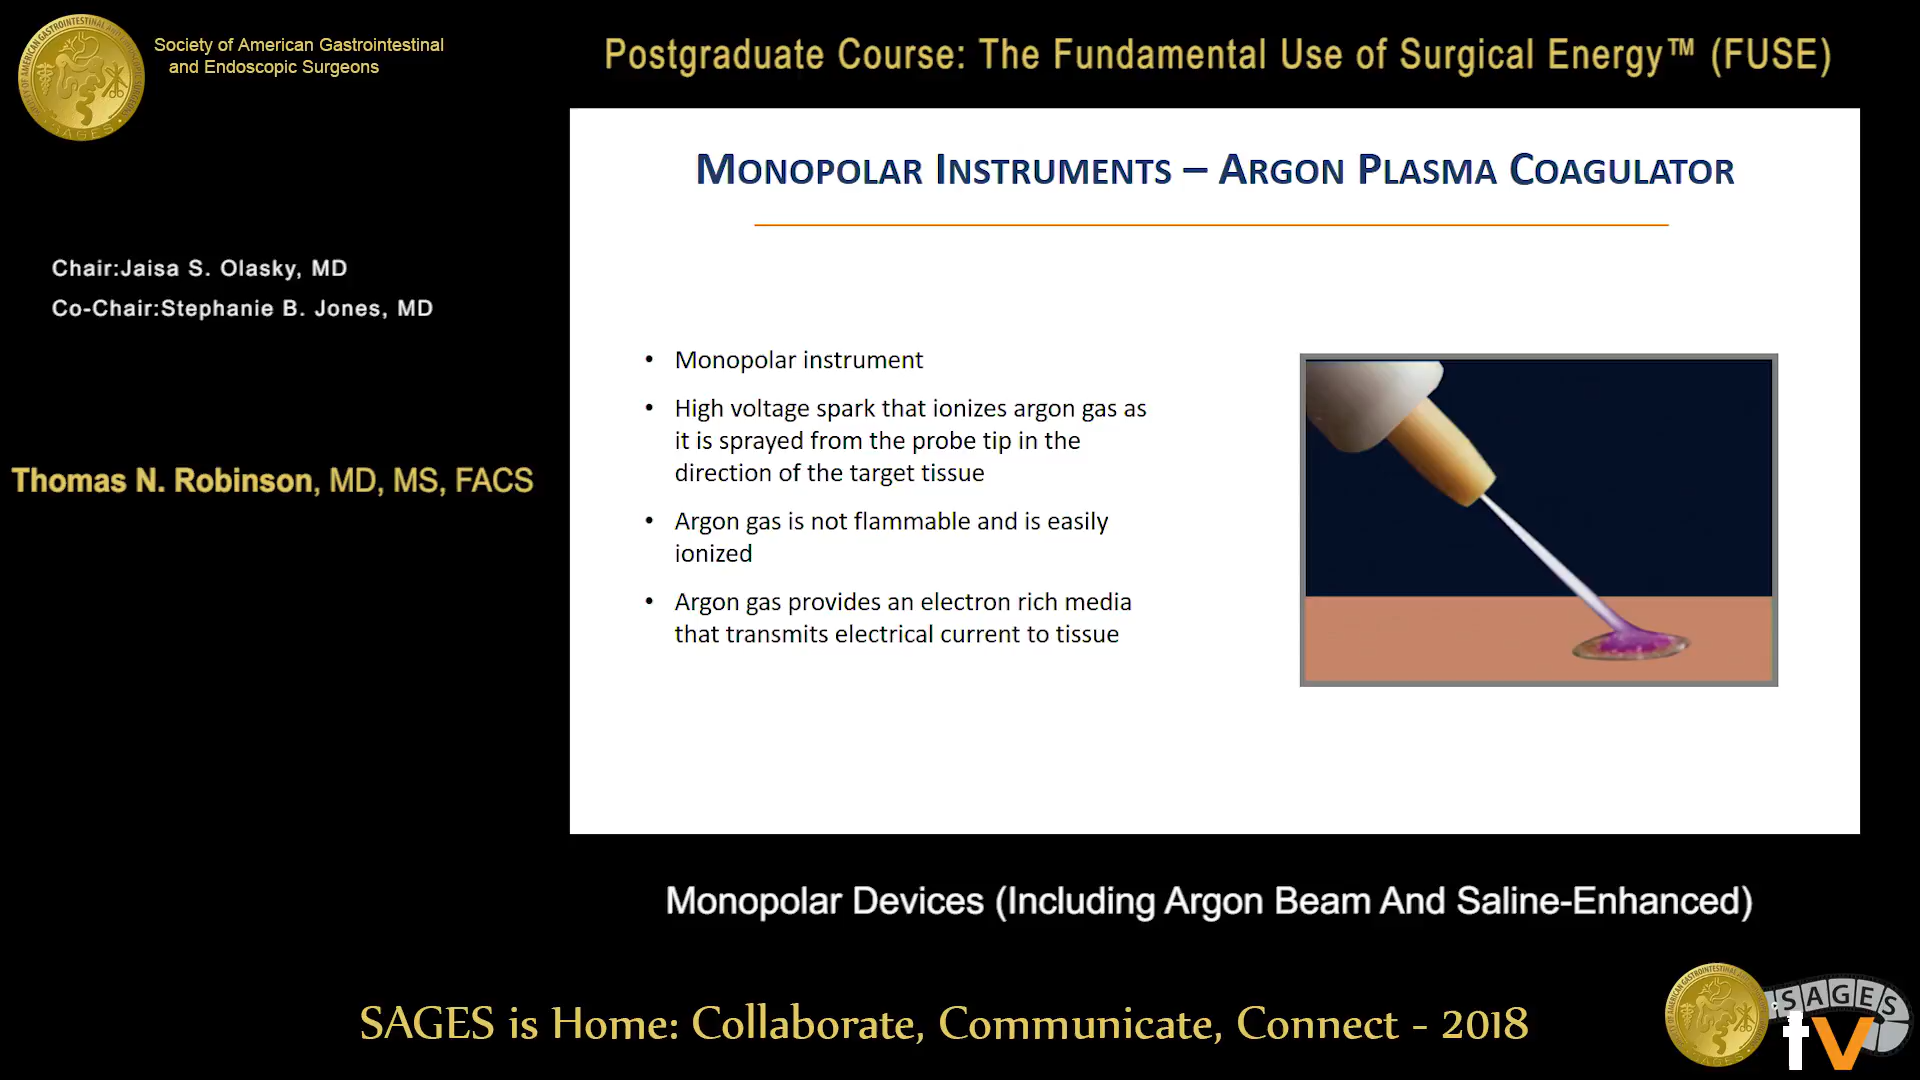 Society of American Gastrointestinal
and Endoscopic Surgeons
Postgraduate Course: The Fundamental Use of Surgical Energy™ (FUSE)
Chair:Jaisa S. Olasky, MD
Co-Chair:Stephanie B. Jones, MD
Thomas N. Robinson, MD, MS, FACS
MONOPOLAR INSTRUMENTS – ARGON PLASMA COAGULATOR
• Monopolar instrument
• High voltage spark that ionizes argon gas as
it is sprayed from the probe tip in the
direction of the target tissue
• Argon gas is not flammable and is easily
ionized
• Argon gas provides an electron rich media
that transmits electrical current to tissue
Monopolar Devices (Including Argon Beam And Saline-Enhanced)
SAGES is Home: Collaborate, Communicate, Connect - 2018
SAGES
tv